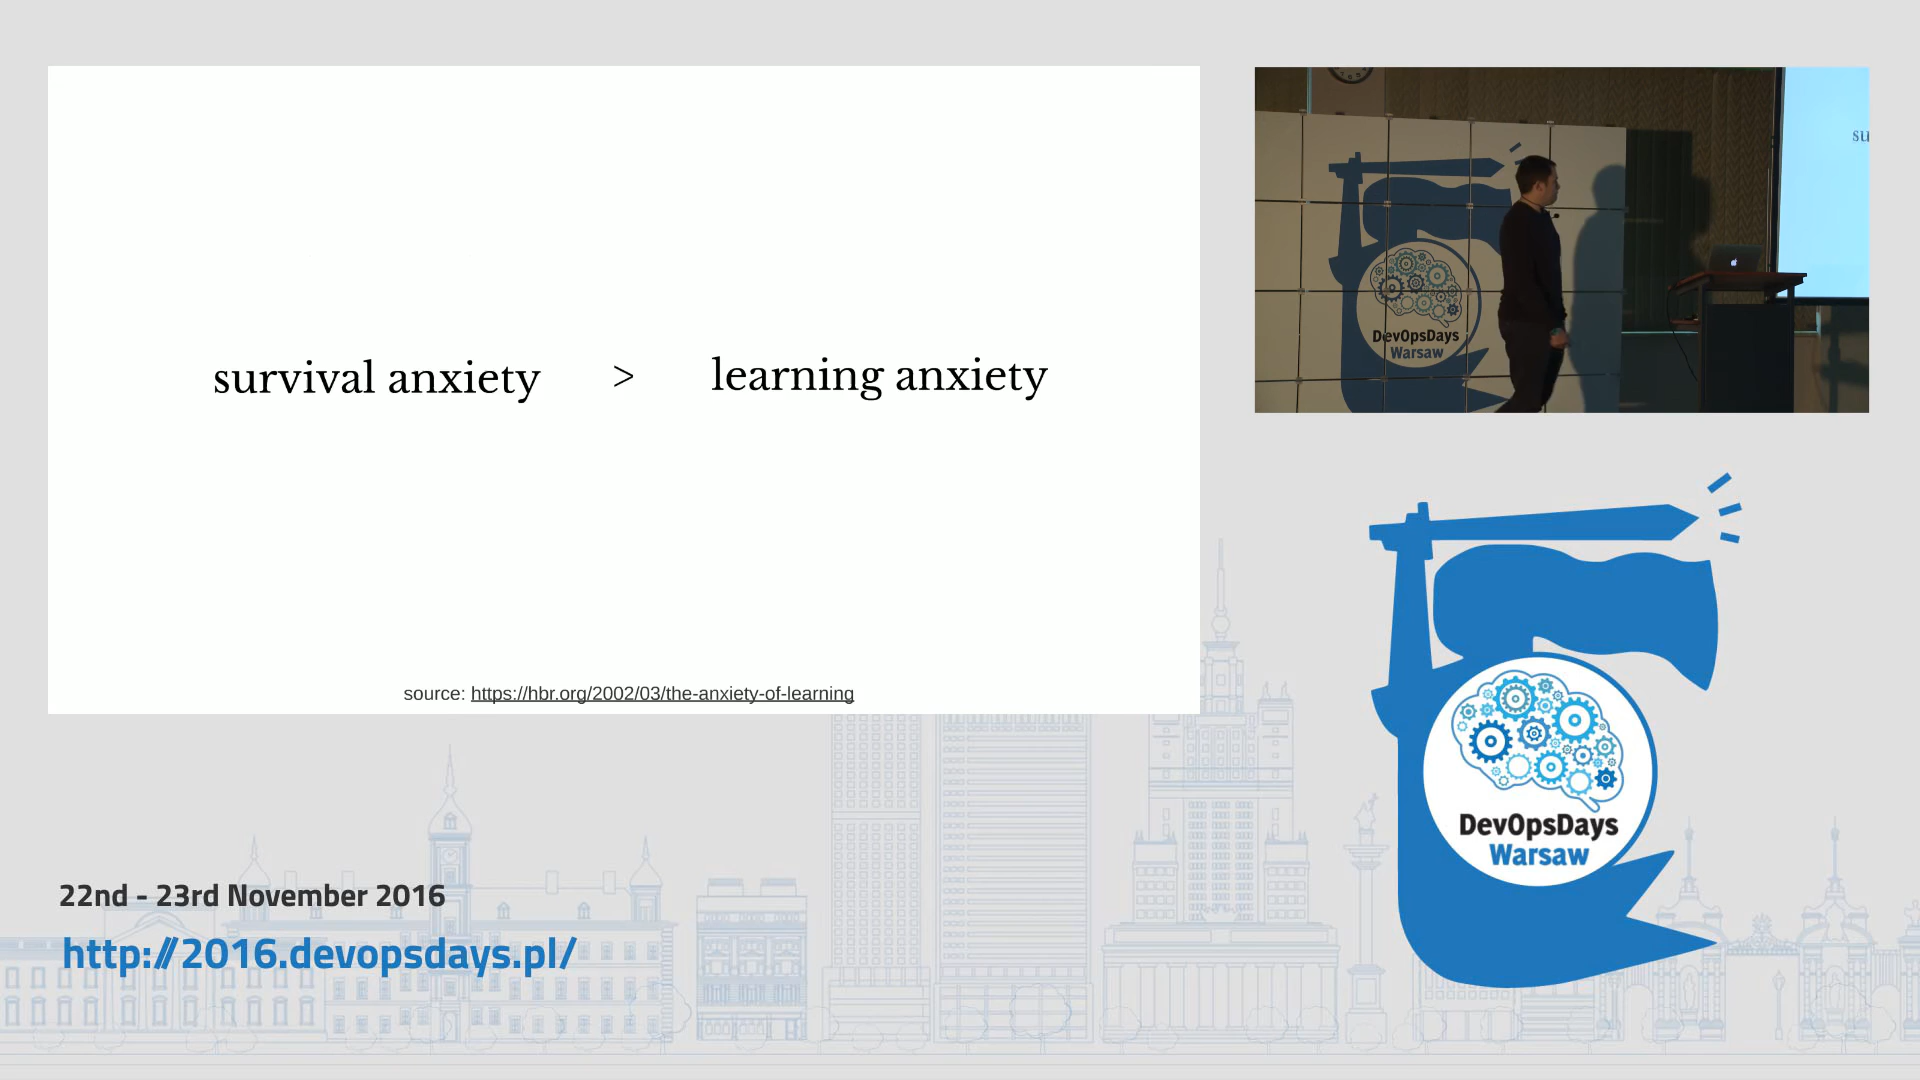 survival anxiety > learning anxiety
source: https://hbr.org/2002/03/the-anxiety-of-learning
su
DevOpsDays
Warsaw
DevOpsDays
Warsaw
22nd - 23rd November 2016
http://2016.devopsdays.pl/